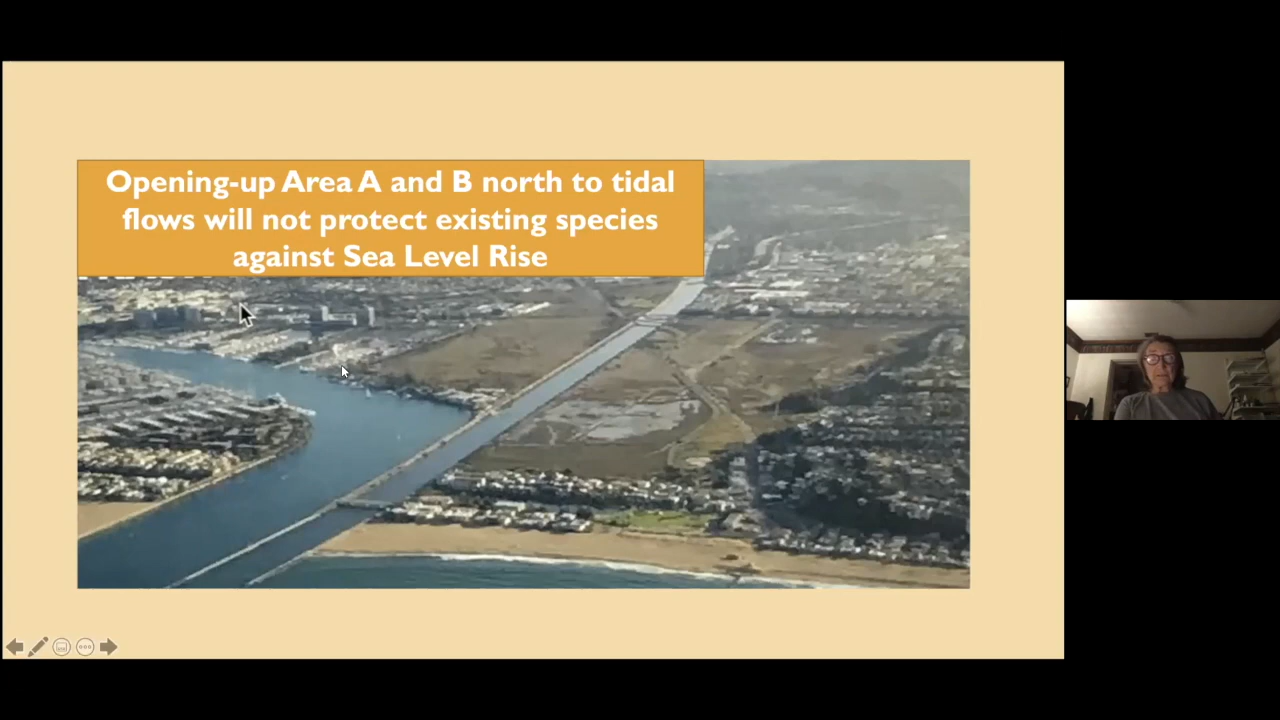 Opening-up Area A and B north to tidal
flows will not protect existing species
against Sea Level Rise